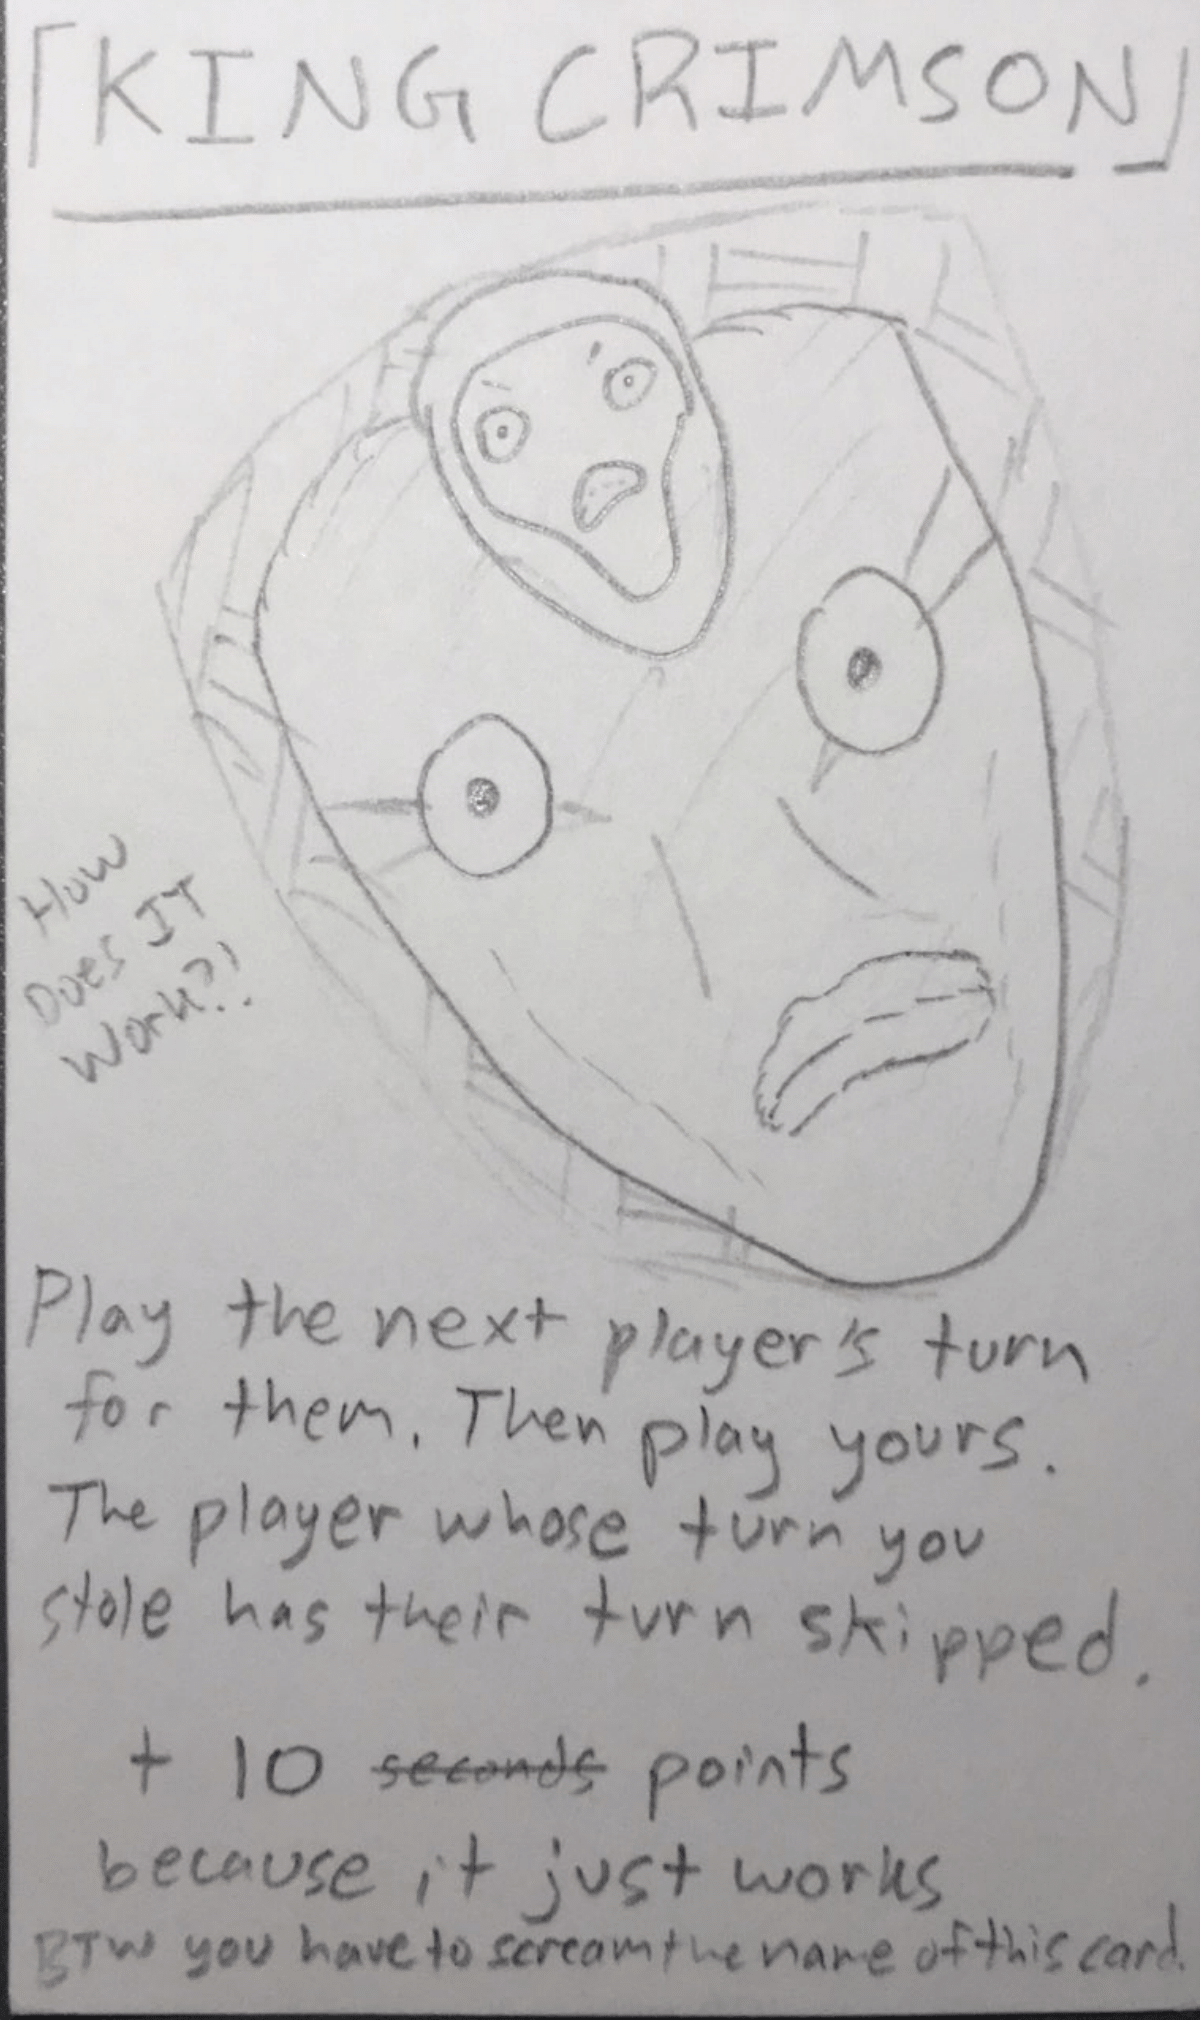 「KING CRIMSON」
How
Does IT
Work?!
Play the next player's turn
for them. Then play yours.
The player whose turn you
stole has their turn skipped.
+ 10 seconds points
because it just works
BTW you have to scream the name of this card.